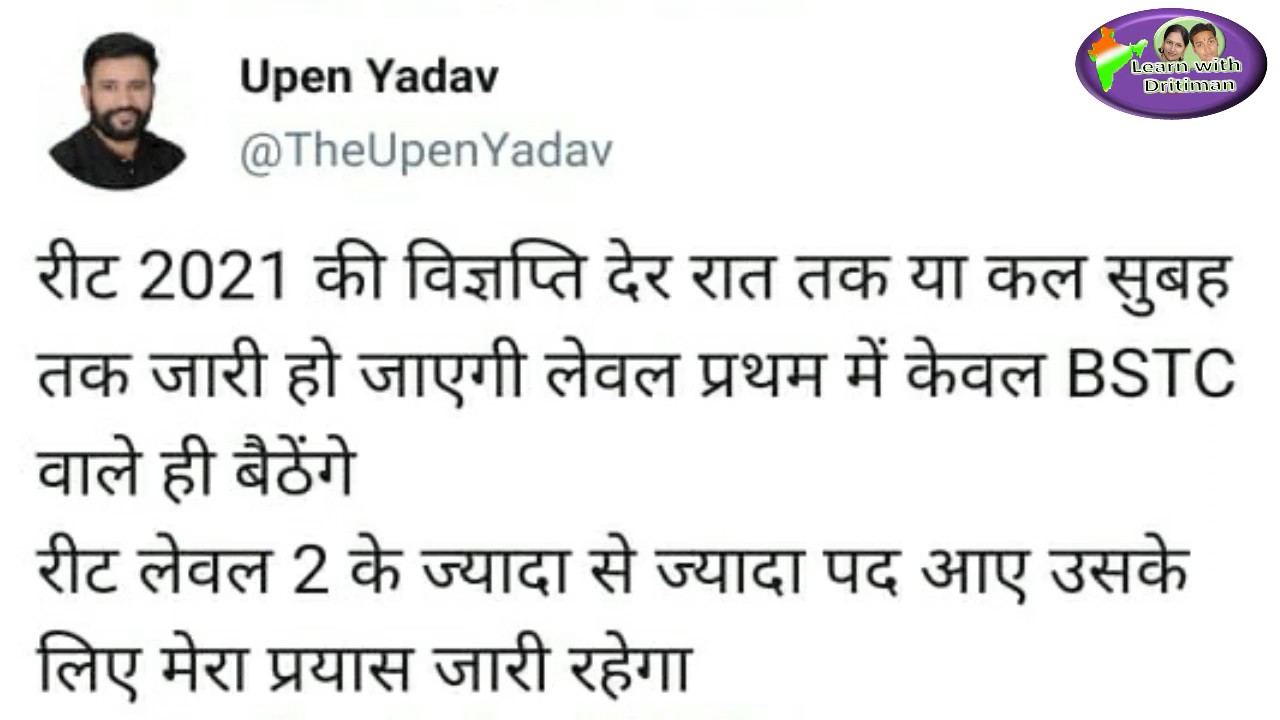 Upen Yadav
@TheUpenYadav
Learn with
Dritiman
रीट 2021 की विज्ञप्ति देर रात तक या कल सुबह
तक जारी हो जाएगी लेवल प्रथम में केवल BSTC
वाले ही बैठेंगे
रीट लेवल 2 के ज्यादा से ज्यादा पद आए उसके
लिए मेरा प्रयास जारी रहेगा